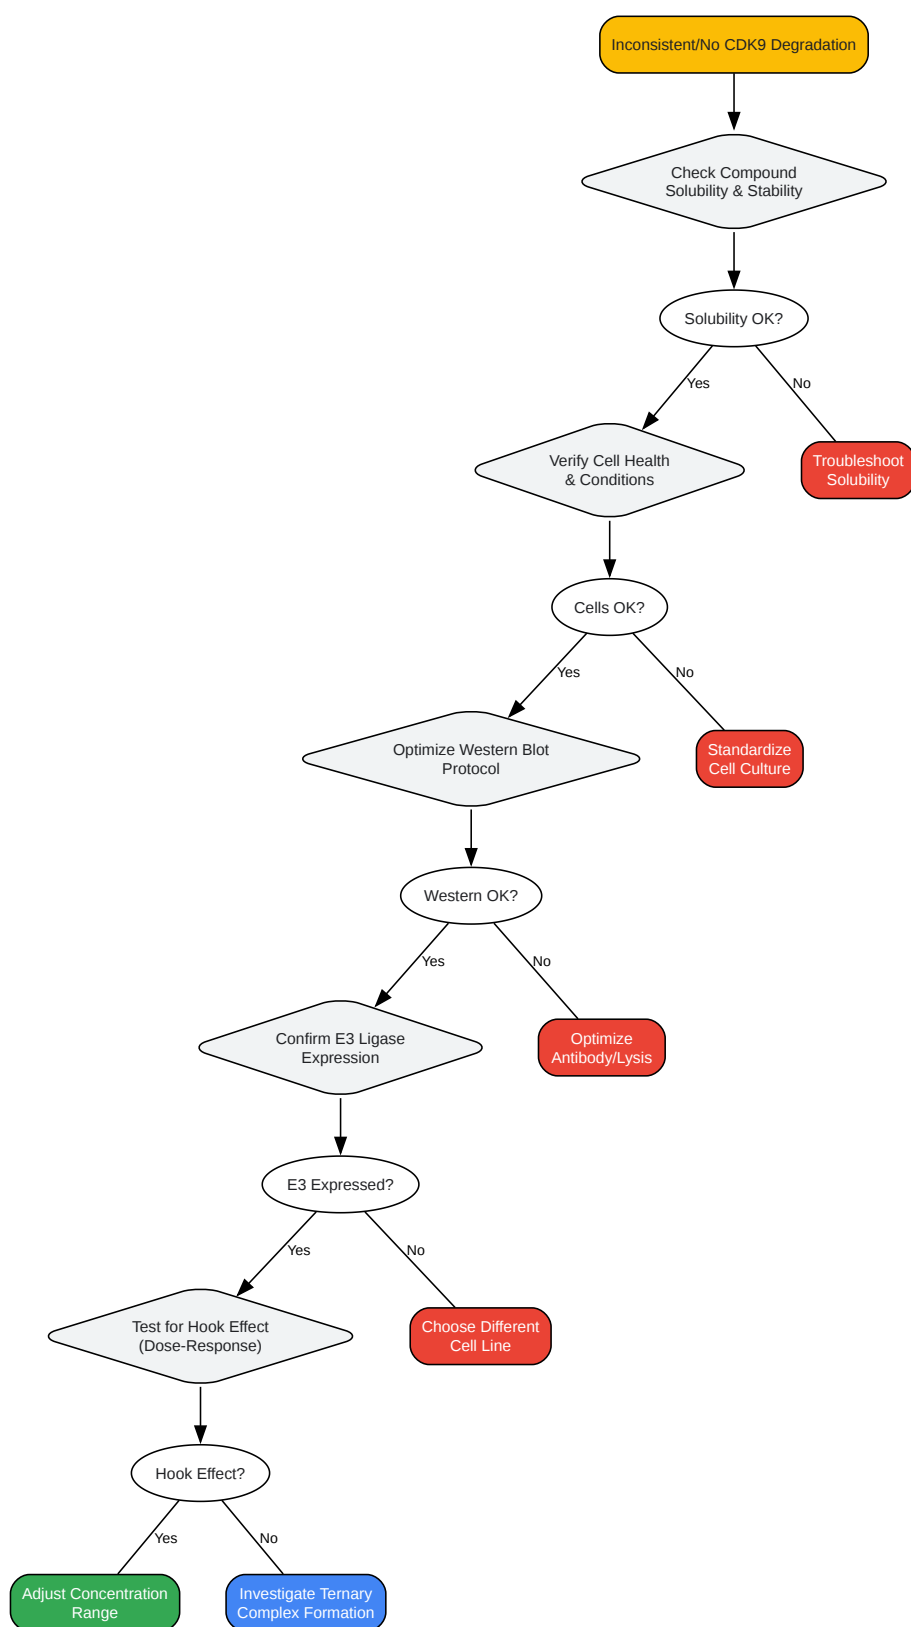 Inconsistent/No CDK9 Degradation
Check Compound
Solubility & Stability
Solubility OK?
Yes
No
Verify Cell Health
& Conditions
Troubleshoot
Solubility
Cells OK?
Yes
No
Optimize Western Blot
Protocol
Standardize
Cell Culture
Western OK?
Yes
No
Confirm E3 Ligase
Expression
Optimize
Antibody/Lysis
E3 Expressed?
Yes
No
Test for Hook Effect
(Dose-Response)
Choose Different
Cell Line
Hook Effect?
Yes
No
Adjust Concentration
Range
Investigate Ternary
Complex Formation